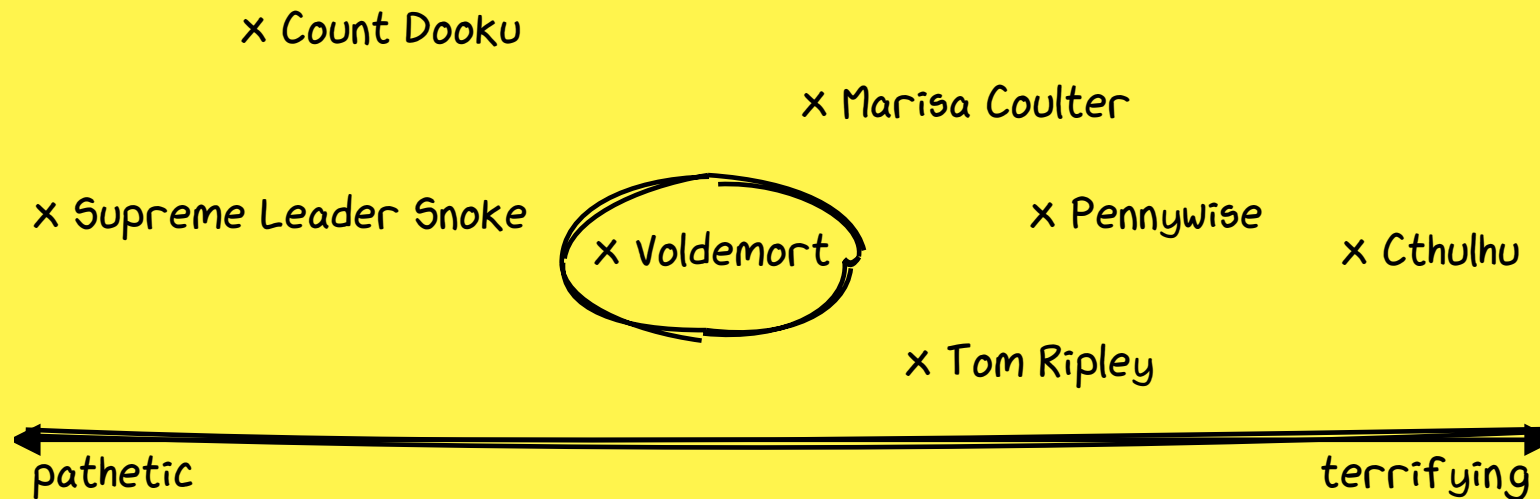 x Count Dooku
x Marisa Coulter
x Supreme Leader Snoke
x Pennywise
x Voldemort
x Cthulhu
x Tom Ripley
pathetic
terrifying